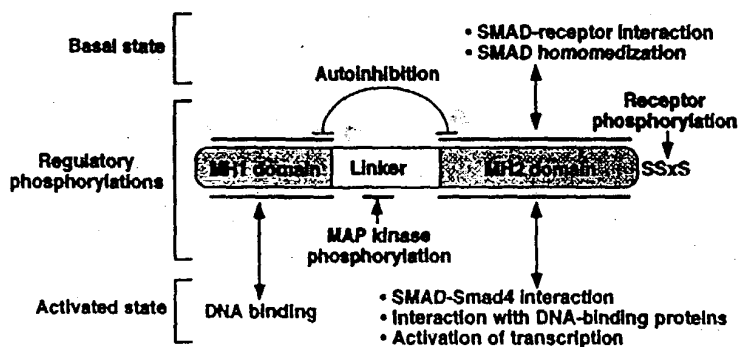 Basal state
• SMAD-receptor interaction
• SMAD homomedization
Autoinhibition
Receptor
phosphorylation
Regulatory
phosphorylations
MH1 domain
Linker
MH2 domain
SSxS
MAP kinase
phosphorylation
Activated state
DNA binding
• SMAD-Smad4 interaction
• Interaction with DNA-binding proteins
• Activation of transcription